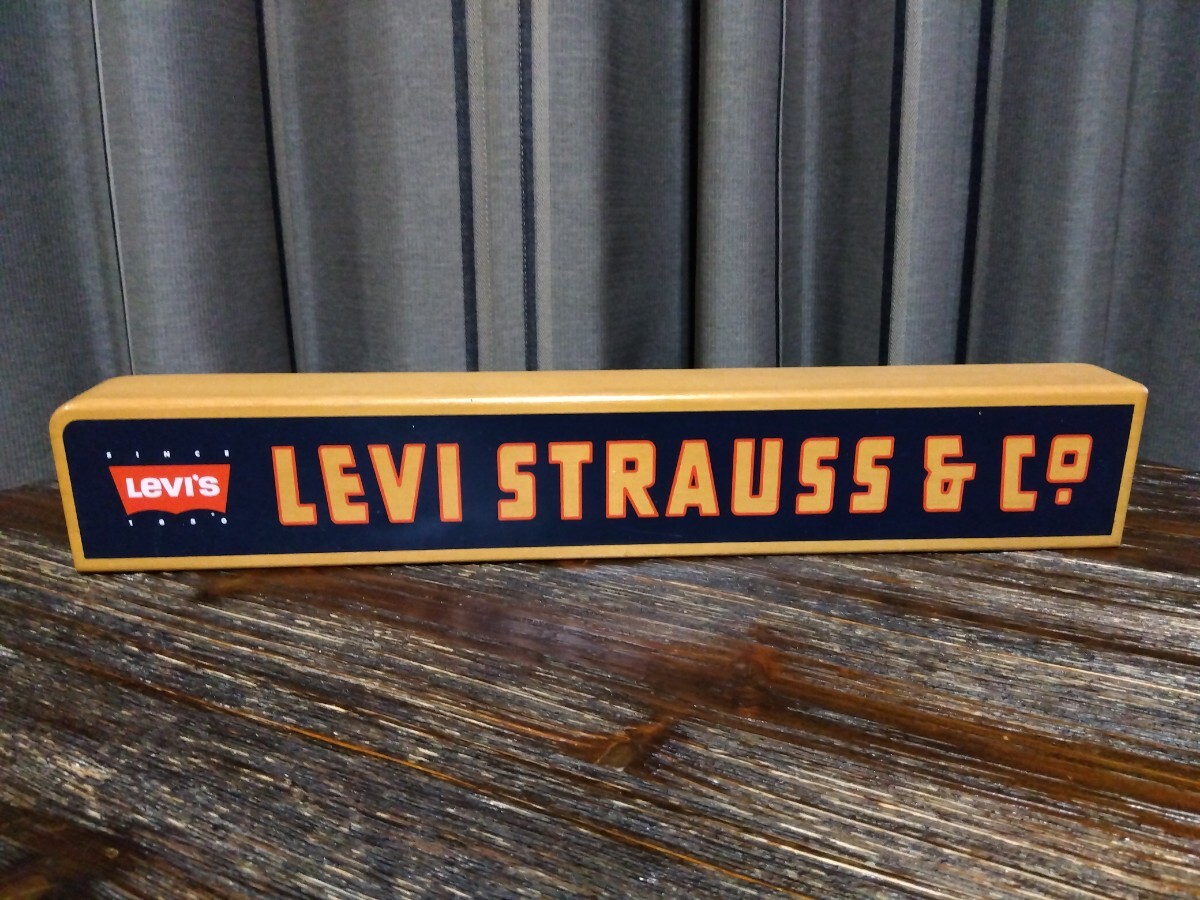 SINCE
LEVI'S
1850
LEVI STRAUSS & Cº